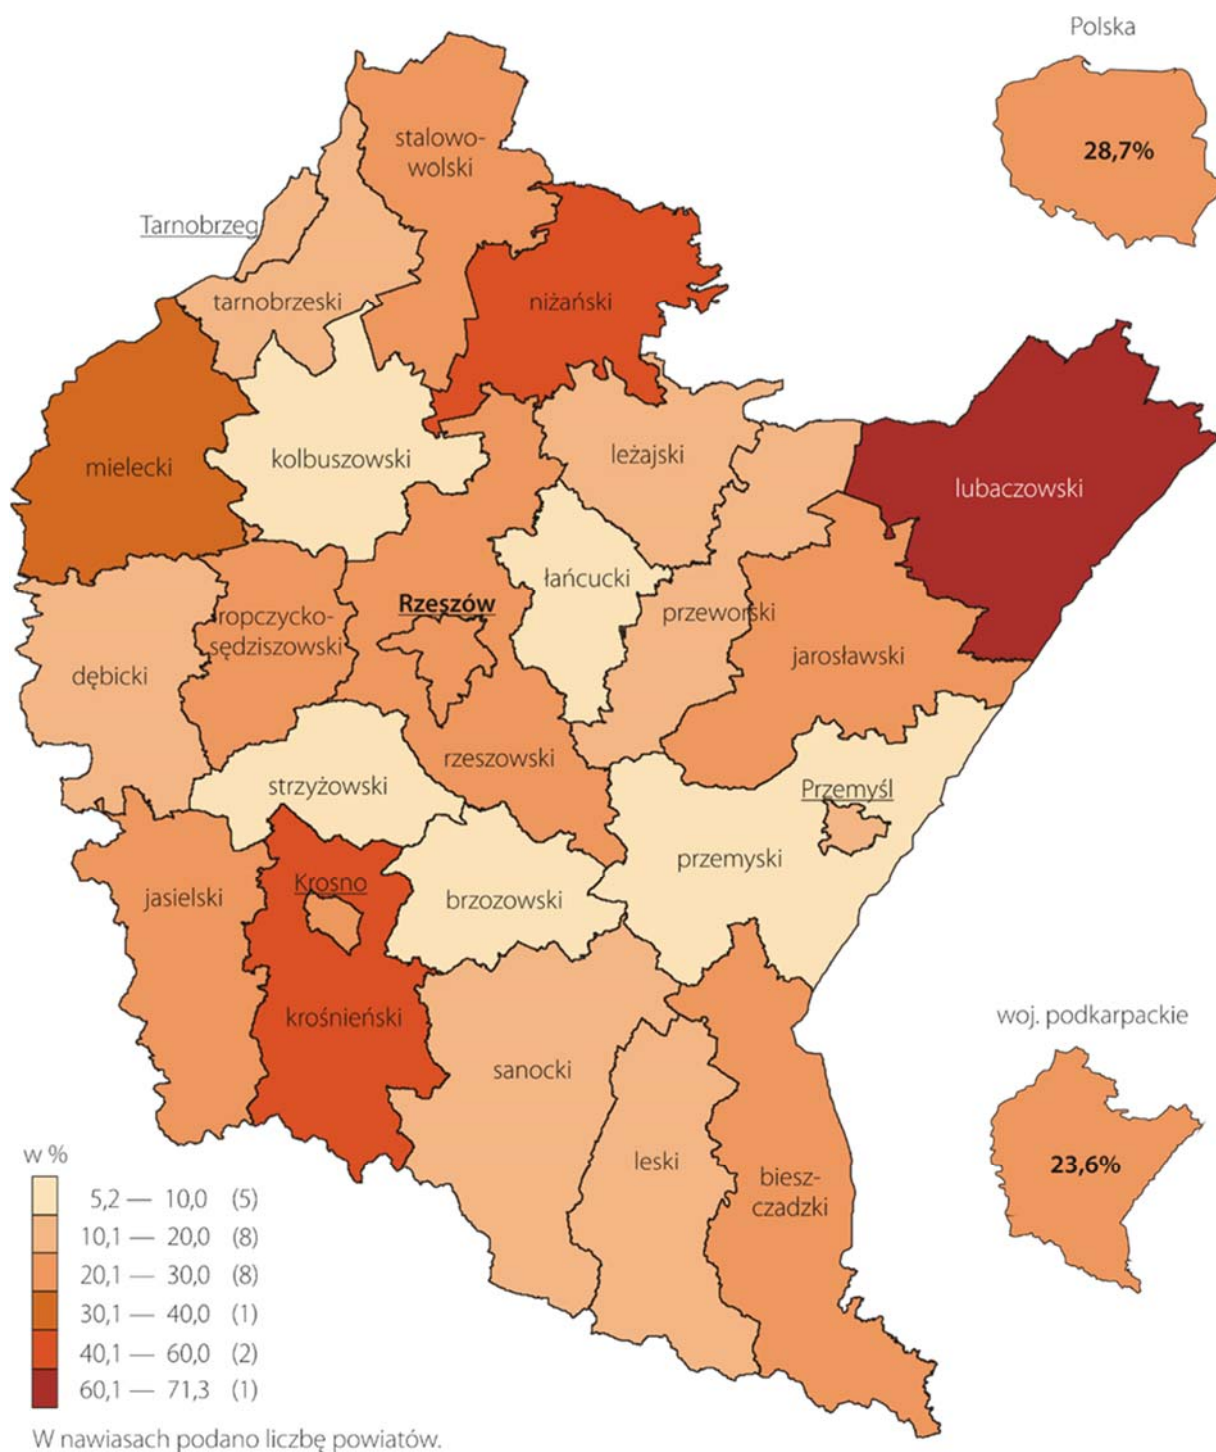 Polska
28,7%
stalowo-
wolski
Tarnobrzeg
tarnobrzeski
niżański
mielecki
kolbuszowski
leżajski
lubaczowski
łańcucki
Rzeszów
przeworski
ropczycko-
sędziszowski
dębicki
jarosławski
rzeszowski
strzyżowski
Przemyśl
przemyski
Krosno
jasielski
brzozowski
krośnieński
sanocki
woj. podkarpackie
23,6%
leski
biesz-
czadzki
w %
5,2 — 10,0 (5)
10,1 — 20,0 (8)
20,1 — 30,0 (8)
30,1 — 40,0 (1)
40,1 — 60,0 (2)
60,1 — 71,3 (1)
W nawiasach podano liczbę powiatów.